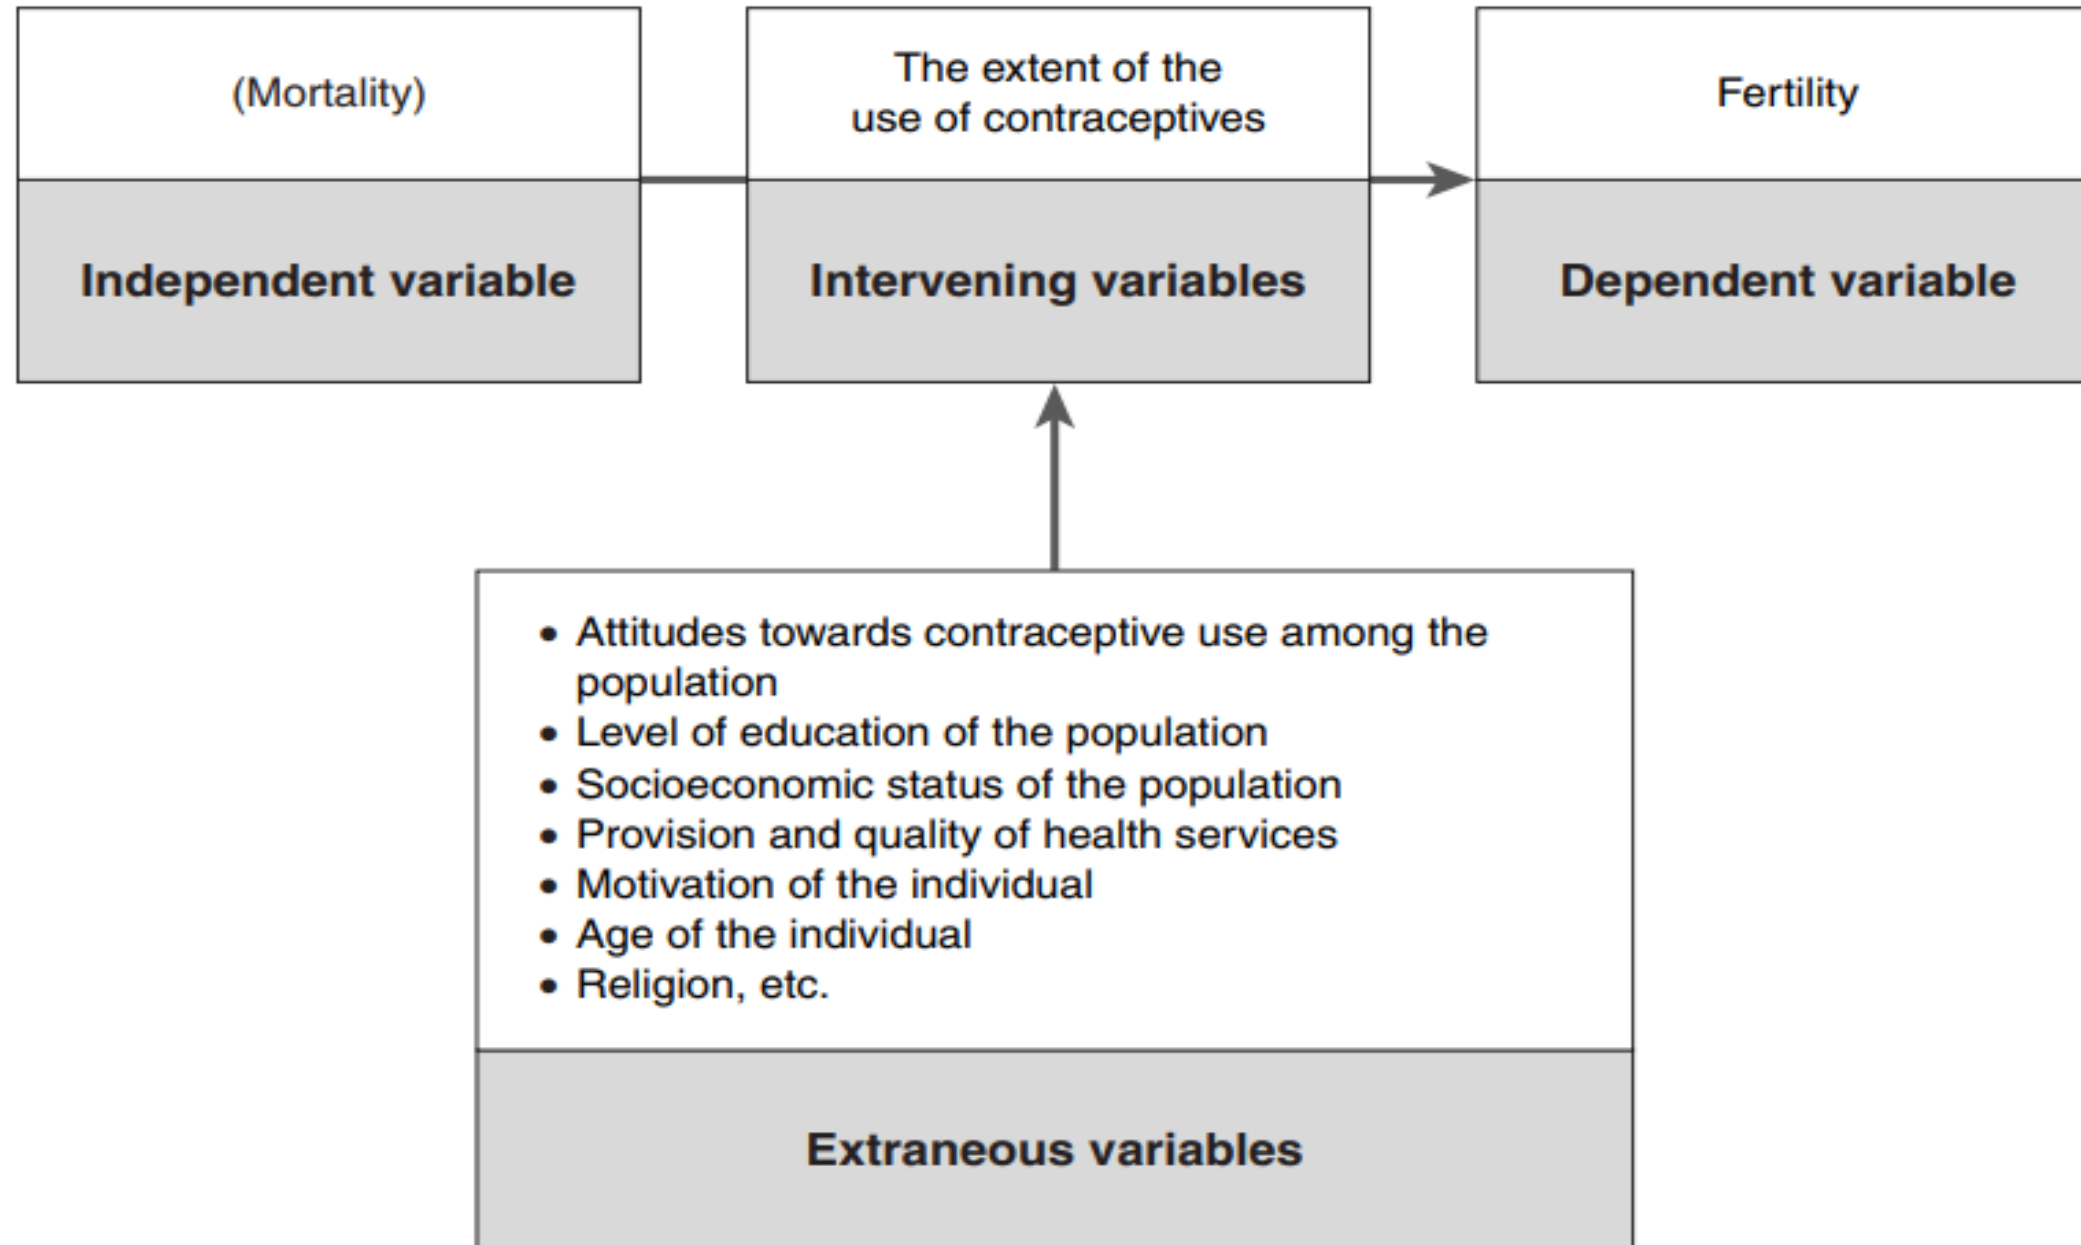 (Mortality)
Independent variable
The extent of the
use of contraceptives
Intervening variables
Fertility
Dependent variable
• Attitudes towards contraceptive use among the
population
• Level of education of the population
• Socioeconomic status of the population
• Provision and quality of health services
• Motivation of the individual
• Age of the individual
• Religion, etc.
Extraneous variables